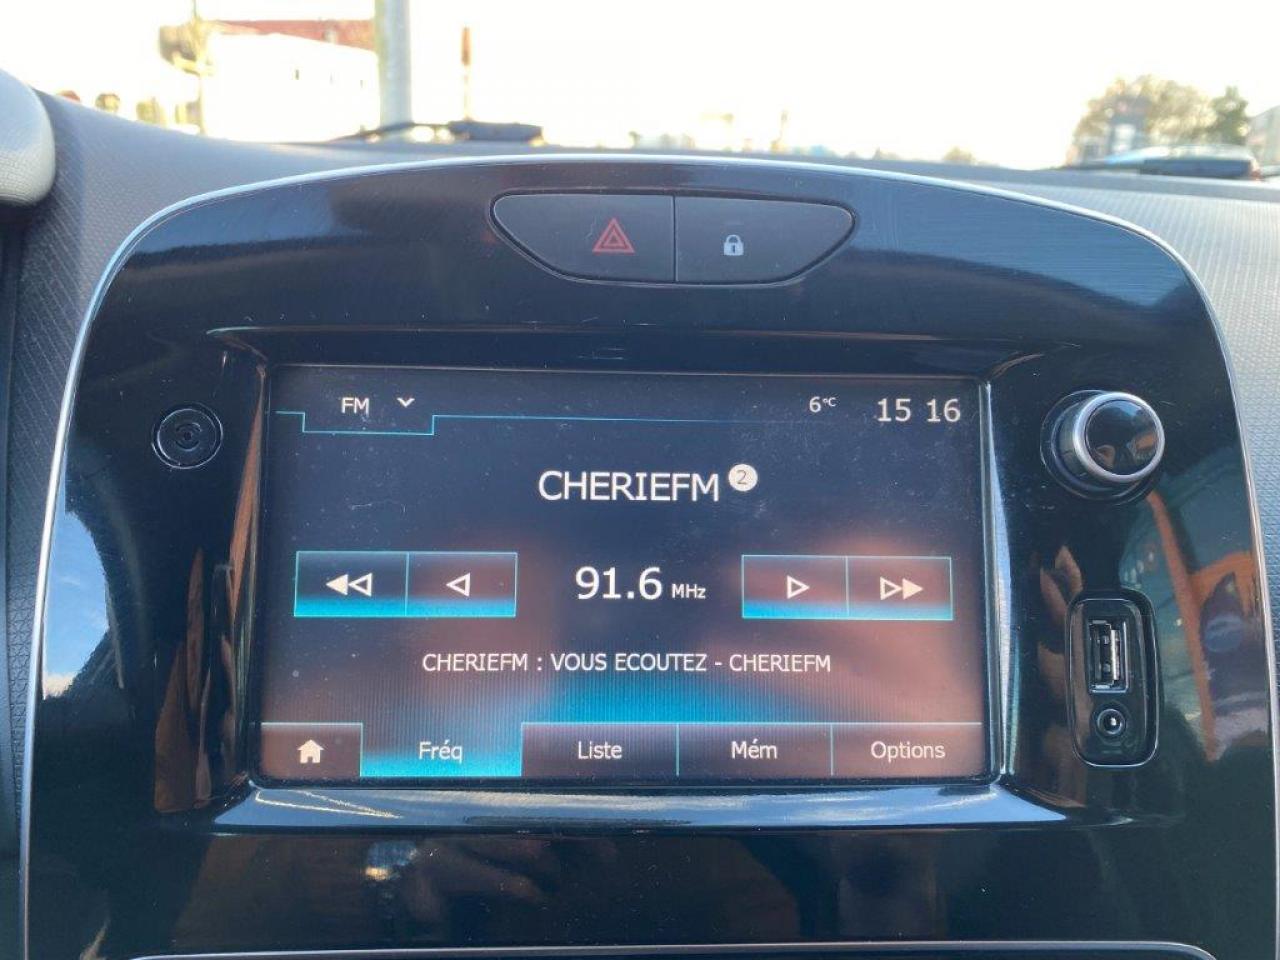 FM 6°C 15 16
CHERIEFM 2
91.6 MHz
CHERIEFM : VOUS ECOUTEZ - CHERIEFM
Fréq Liste Mém Options